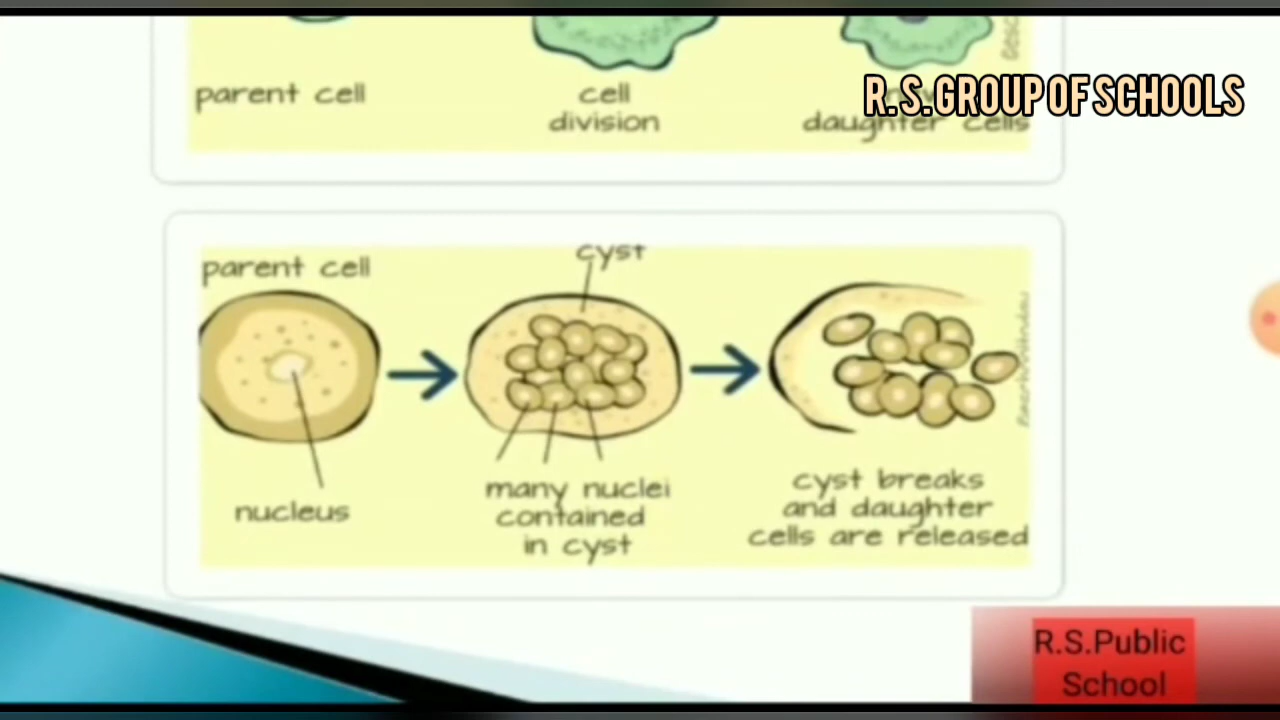 parent cell
cell
division
R.S.GROUP OF SCHOOLS
daughter cells
parent cell
cyst
nucleus
many nuclei
contained
in cyst
cyst breaks
and daughter
cells are released
R.S.Public
School